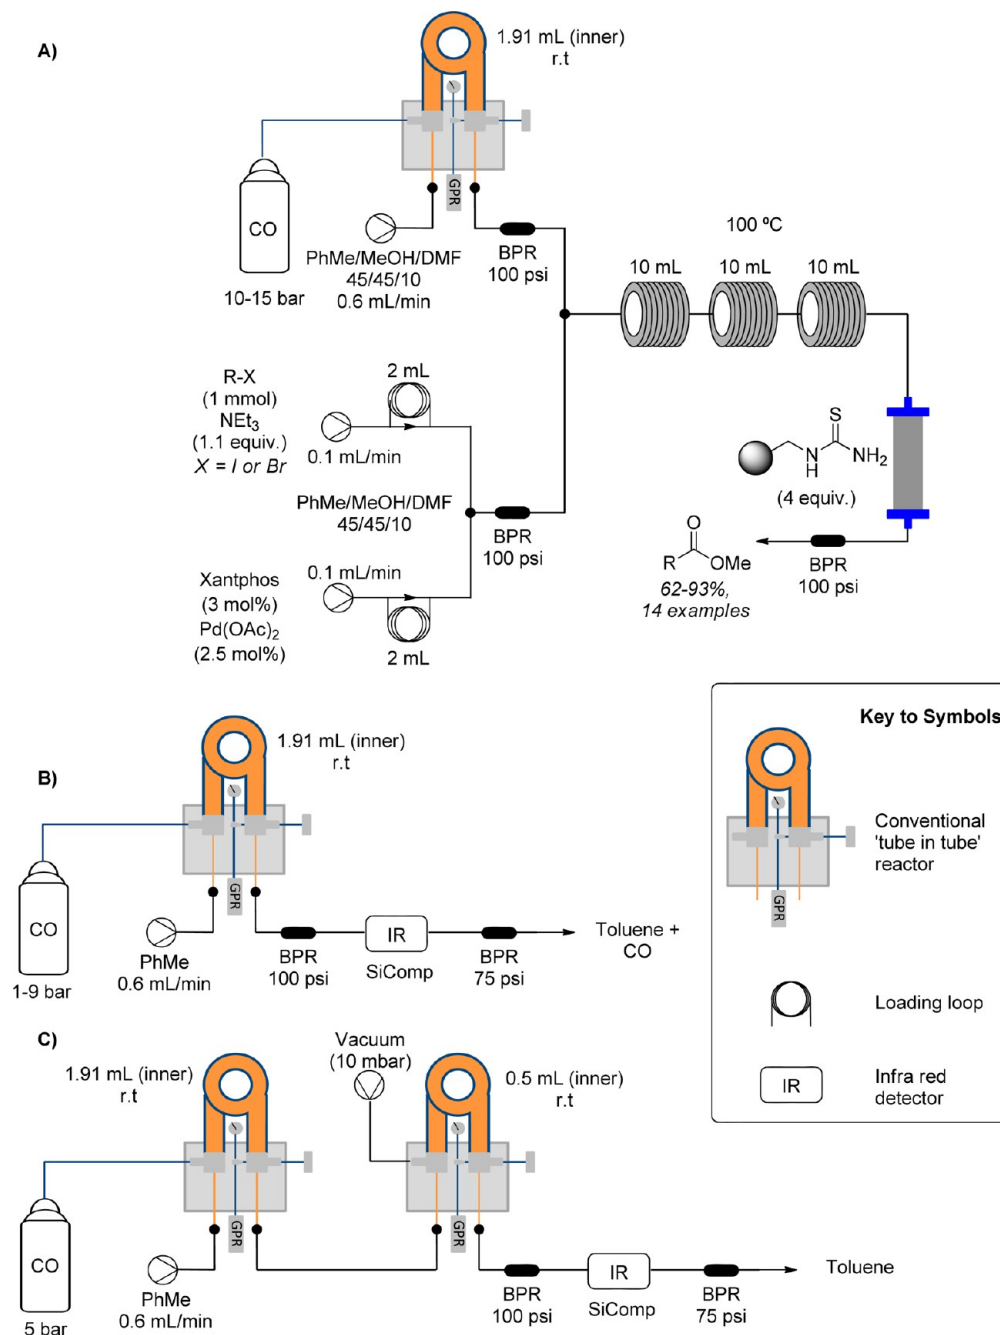 A)
1.91 mL (inner)
r.t
GPR
CO
10-15 bar
PhMe/MeOH/DMF
45/45/10
0.6 mL/min
BPR
100 psi
100 ºC
10 mL
10 mL
10 mL
R-X
(1 mmol)
NEt3
(1.1 equiv.)
X = I or Br
2 mL
0.1 mL/min
PhMe/MeOH/DMF
45/45/10
BPR
100 psi
Xantphos
(3 mol%)
Pd(OAc)2
(2.5 mol%)
0.1 mL/min
2 mL
S
N
H
NH2
(4 equiv.)
BPR
100 psi
O
R
OMe
62-93%,
14 examples
B)
1.91 mL (inner)
r.t
GPR
CO
1-9 bar
PhMe
0.6 mL/min
BPR
100 psi
IR
SiComp
BPR
75 psi
Toluene +
CO
C)
1.91 mL (inner)
r.t
GPR
CO
5 bar
PhMe
0.6 mL/min
Vacuum
(10 mbar)
0.5 mL (inner)
r.t
GPR
BPR
100 psi
IR
SiComp
BPR
75 psi
Toluene
Key to Symbols
GPR
Conventional
'tube in tube'
reactor
Loading loop
IR
Infra red
detector